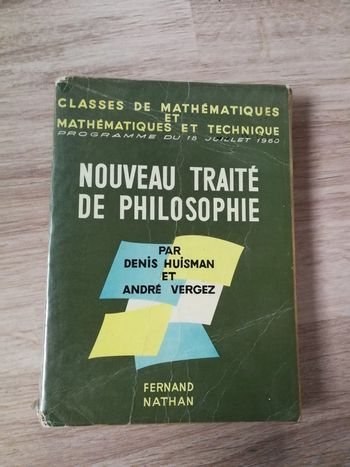 CLASSES DE MATHÉMATIQUES
ET
MATHÉMATIQUES ET TECHNIQUE
PROGRAMME DU 18 JUILLET 1960
NOUVEAU TRAITÉ
DE PHILOSOPHIE
PAR
DENIS HUISMAN
ET
ANDRÉ VERGEZ
FERNAND
NATHAN